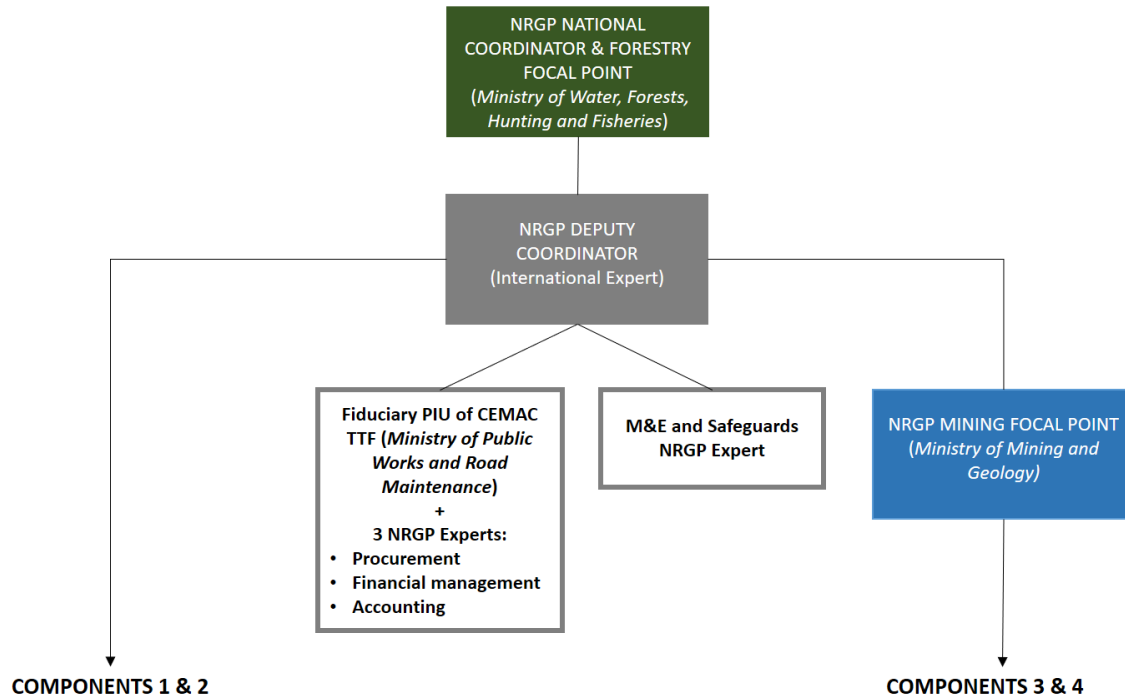 NRGP NATIONAL
COORDINATOR & FORESTRY
FOCAL POINT
(Ministry of Water, Forests,
Hunting and Fisheries)
NRGP DEPUTY
COORDINATOR
(International Expert)
Fiduciary PIU of CEMAC
TTF (Ministry of Public
Works and Road
Maintenance)
+
3 NRGP Experts:
• Procurement
• Financial management
• Accounting
M&E and Safeguards
NRGP Expert
NRGP MINING FOCAL POINT
(Ministry of Mining and
Geology)
COMPONENTS 1 & 2
COMPONENTS 3 & 4